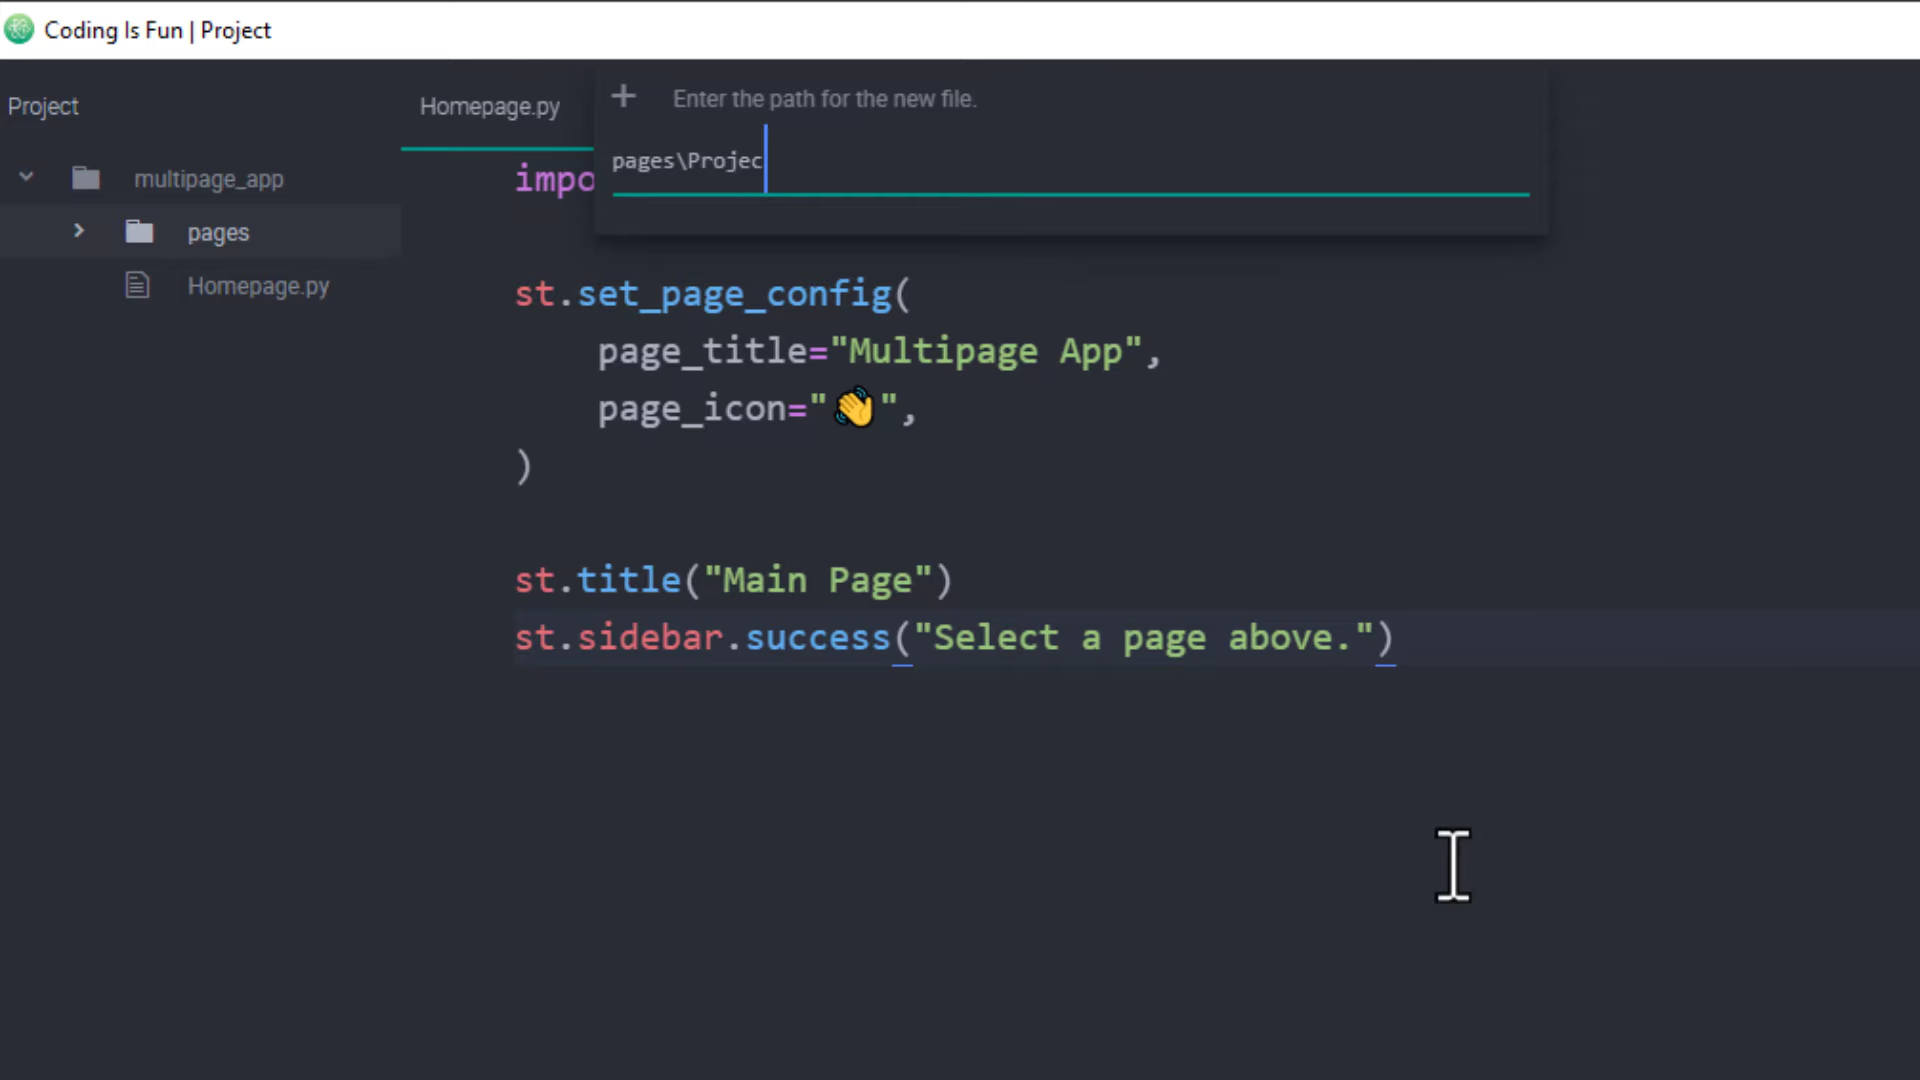 Coding Is Fun | Project
Project
multipage_app
pages
Homepage.py
Homepage.py
Enter the path for the new file.
pages\Projec
impo
st.set_page_config(
page_title="Multipage App",
page_icon="👋",
)
st.title("Main Page")
st.sidebar.success("Select a page above.")